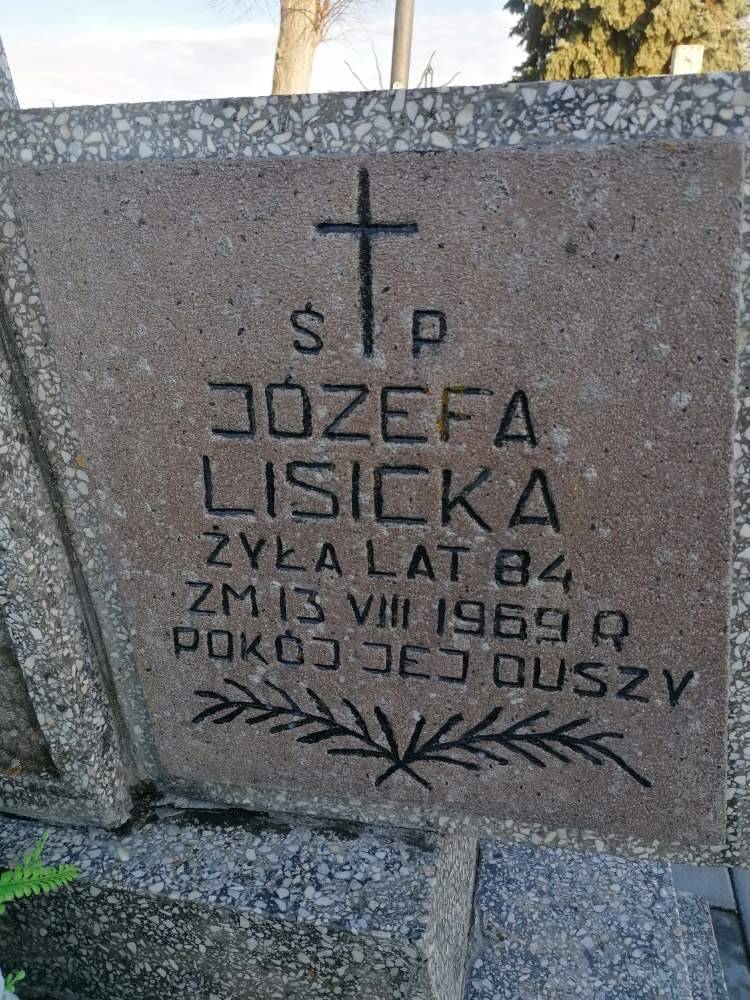 Ś P
JÓZEFA
LISICKA
ŻYŁA LAT 84
ZM 13 VIII 1969 R
POKÓJ JEJ DUSZY